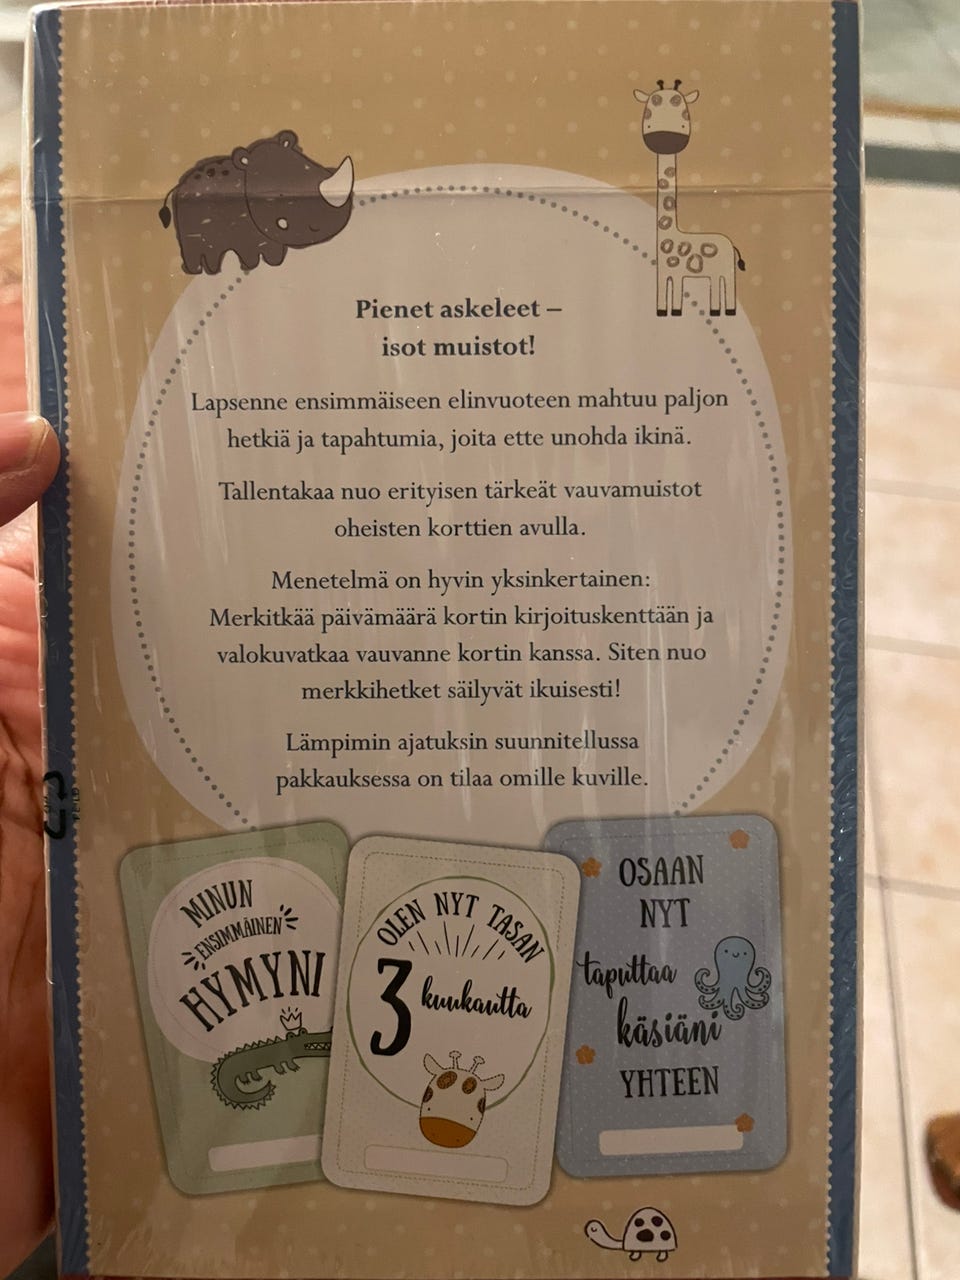 Pienet askeleet –
isot muistot!
Lapsenne ensimmäiseen elinvuoteen mahtuu paljon
hetkiä ja tapahtumia, joita ette unohda ikinä.
Tallentakaa nuo erityisen tärkeät vauvamuistot
oheisten korttien avulla.
Menetelmä on hyvin yksinkertainen:
Merkitkää päivämäärä kortin kirjoituskenttään ja
valokuvatkaa vauvanne kortin kanssa. Siten nuo
merkkihetket säilyvät ikuisesti!
Lämpimin ajatuksin suunnitellussa
pakkauksessa on tilaa omille kuville.
MINUN
ENSIMMÄINEN
HYMYNI
OLEN NYT TASAN
3 kuukautta
OSAAN
NYT
taputtaa
käsiäni
YHTEEN